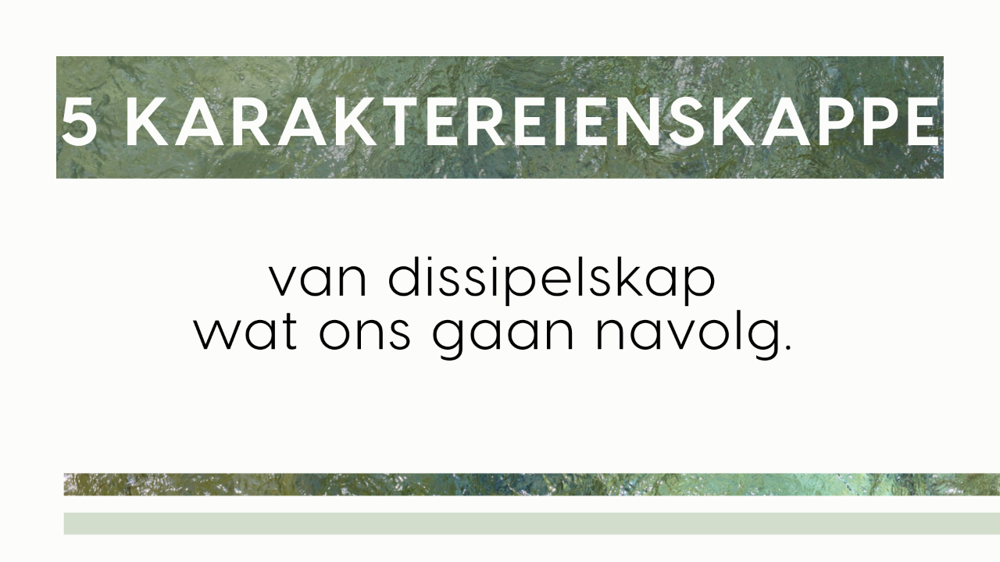 5 KARAKTEREIENSKAPPE
van dissipelskap
wat ons gaan navolg.